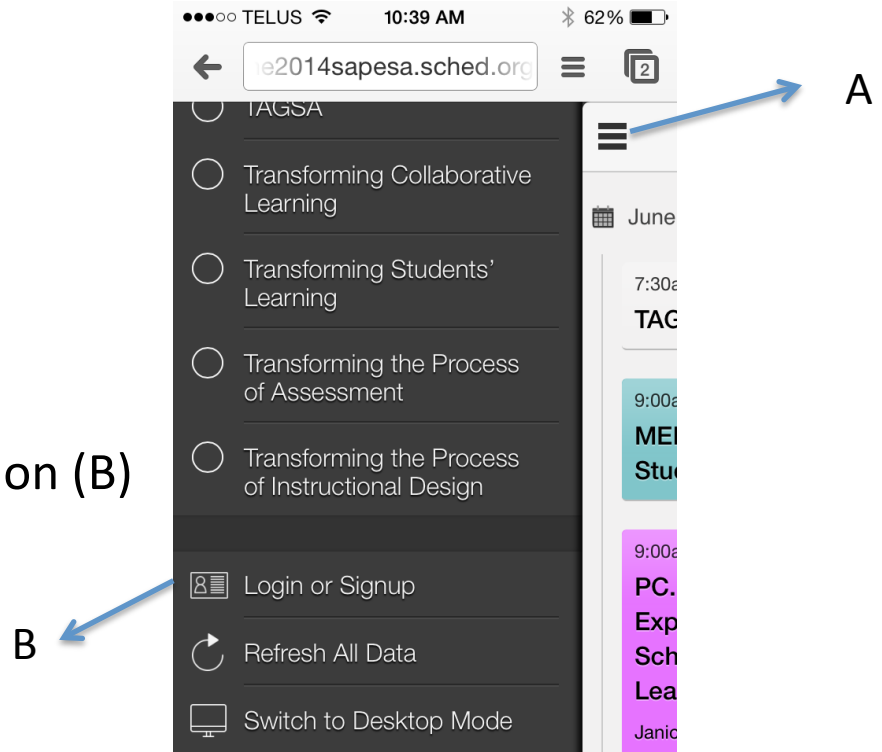 TELUS 10:39 AM 62%
e2014sapesa.sched.org 2
A
TAGSA
Transforming Collaborative
Learning
June
Transforming Students’
Learning
7:30a
TAG
Transforming the Process
of Assessment
9:00a
Stu
on (B)
Transforming the Process
of Instructional Design
9:00a
PC.
Exp
Sch
Lea
Janic
B
Login or Signup
Refresh All Data
Switch to Desktop Mode